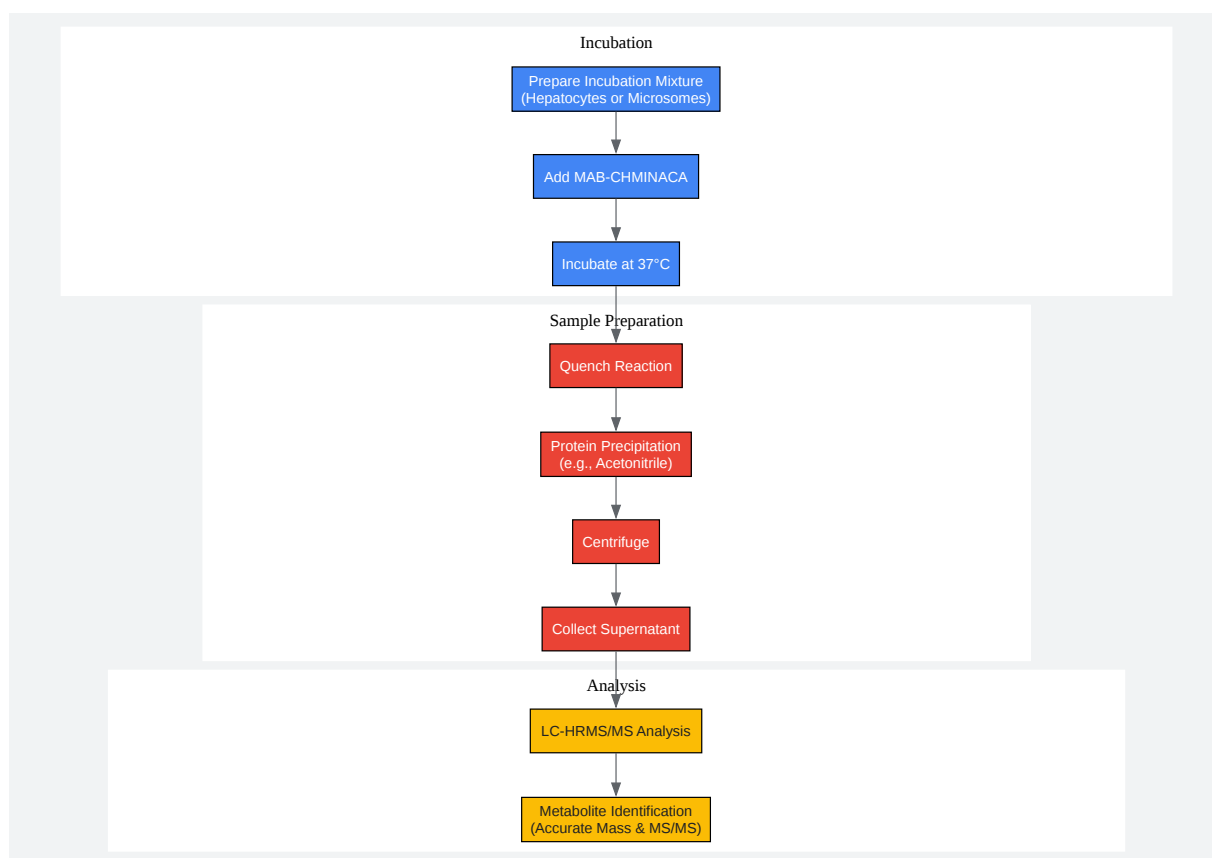 Incubation
Prepare Incubation Mixture
(Hepatocytes or Microsomes)
Add MAB-CHMINACA
Incubate at 37°C
Sample Preparation
Quench Reaction
Protein Precipitation
(e.g., Acetonitrile)
Centrifuge
Collect Supernatant
Analysis
LC-HRMS/MS Analysis
Metabolite Identification
(Accurate Mass & MS/MS)